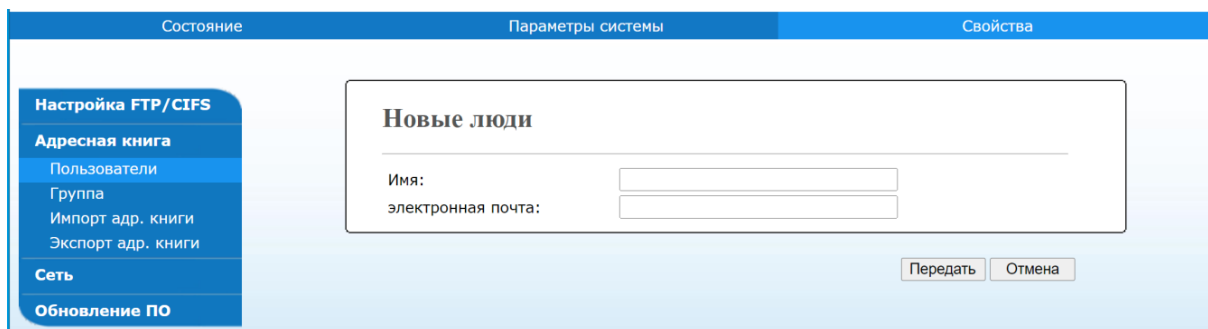 Состояние
Параметры системы
Свойства
Настройка FTP/CIFS
Адресная книга
Пользователи
Группа
Импорт адр. книги
Экспорт адр. книги
Сеть
Обновление ПО
Новые люди
Имя:
электронная почта:
Передать
Отмена